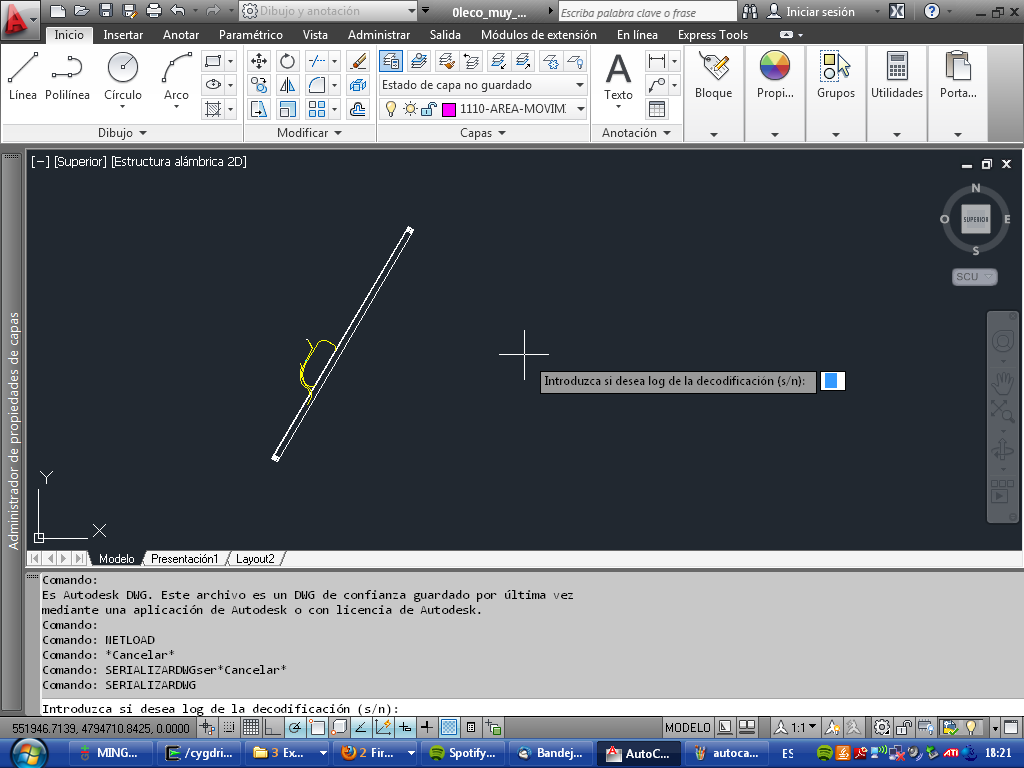 Dibujo y anotación
0leco_muy_...
Escriba palabra clave o frase
Iniciar sesión
Inicio
Insertar
Anotar
Paramétrico
Vista
Administrar
Salida
Módulos de extensión
En línea
Express Tools
Línea
Polilínea
Círculo
Arco
Estado de capa no guardado
1110-AREA-MOVIMI
Texto
Bloque
Propi...
Grupos
Utilidades
Porta...
Dibujo
Modificar
Capas
Anotación
[−] [Superior] [Estructura alámbrica 2D]
N
O
SUPERIOR
E
S
SCU
Administrador de propiedades de capas
Introduzca si desea log de la decodificación (s/n):
Y
X
Modelo
Presentación1
Layout2
Comando:
Es Autodesk DWG. Este archivo es un DWG de confianza guardado por última vez
mediante una aplicación de Autodesk o con licencia de Autodesk.
Comando:
Comando: NETLOAD
Comando: *Cancelar*
Comando: SERIALIZARDWGser*Cancelar*
Comando: SERIALIZARDWG
Introduzca si desea log de la decodificación (s/n):
551946.7139, 4794710.8425, 0.0000
MODELO
1:1
MING...
/cygdri...
3 Ex...
2 Fir...
Spotify...
Bandej...
AutoC...
autoca...
ES
ATI
18:21